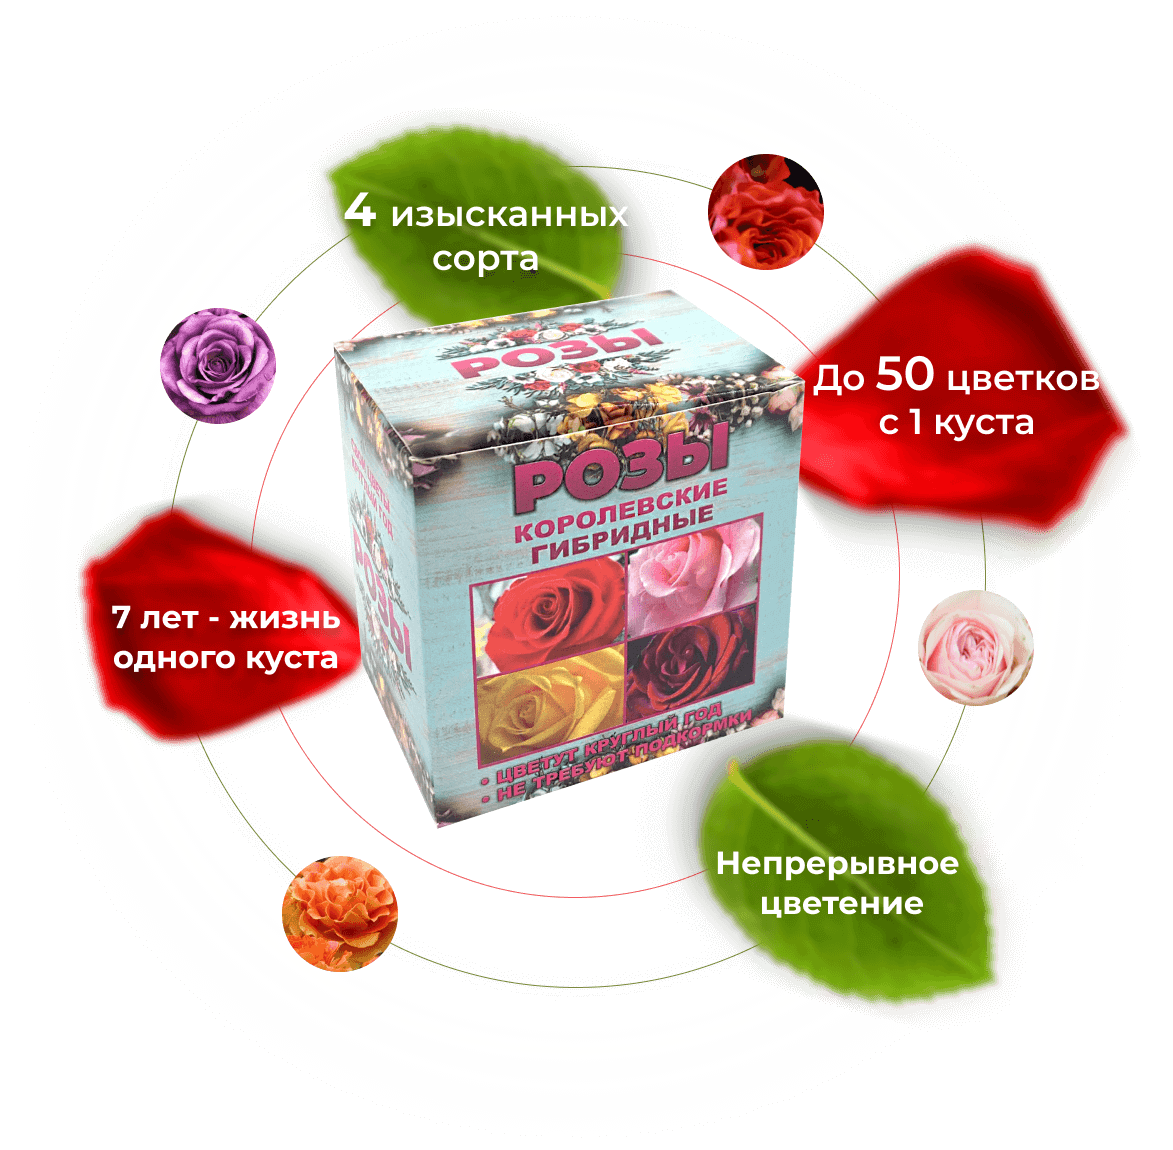 4 изысканных
сорта
До 50 цветков
с 1 куста
РОЗЫ
РОЗЫ
КОРОЛЕВСКИЕ
ГИБРИДНЫЕ
РОЗЫ
7 лет - жизнь
одного куста
• ЦВЕТУТ КРУГЛЫЙ ГОД
• НЕ ТРЕБУЮТ ПОДКОРМКИ
Непрерывное
цветение